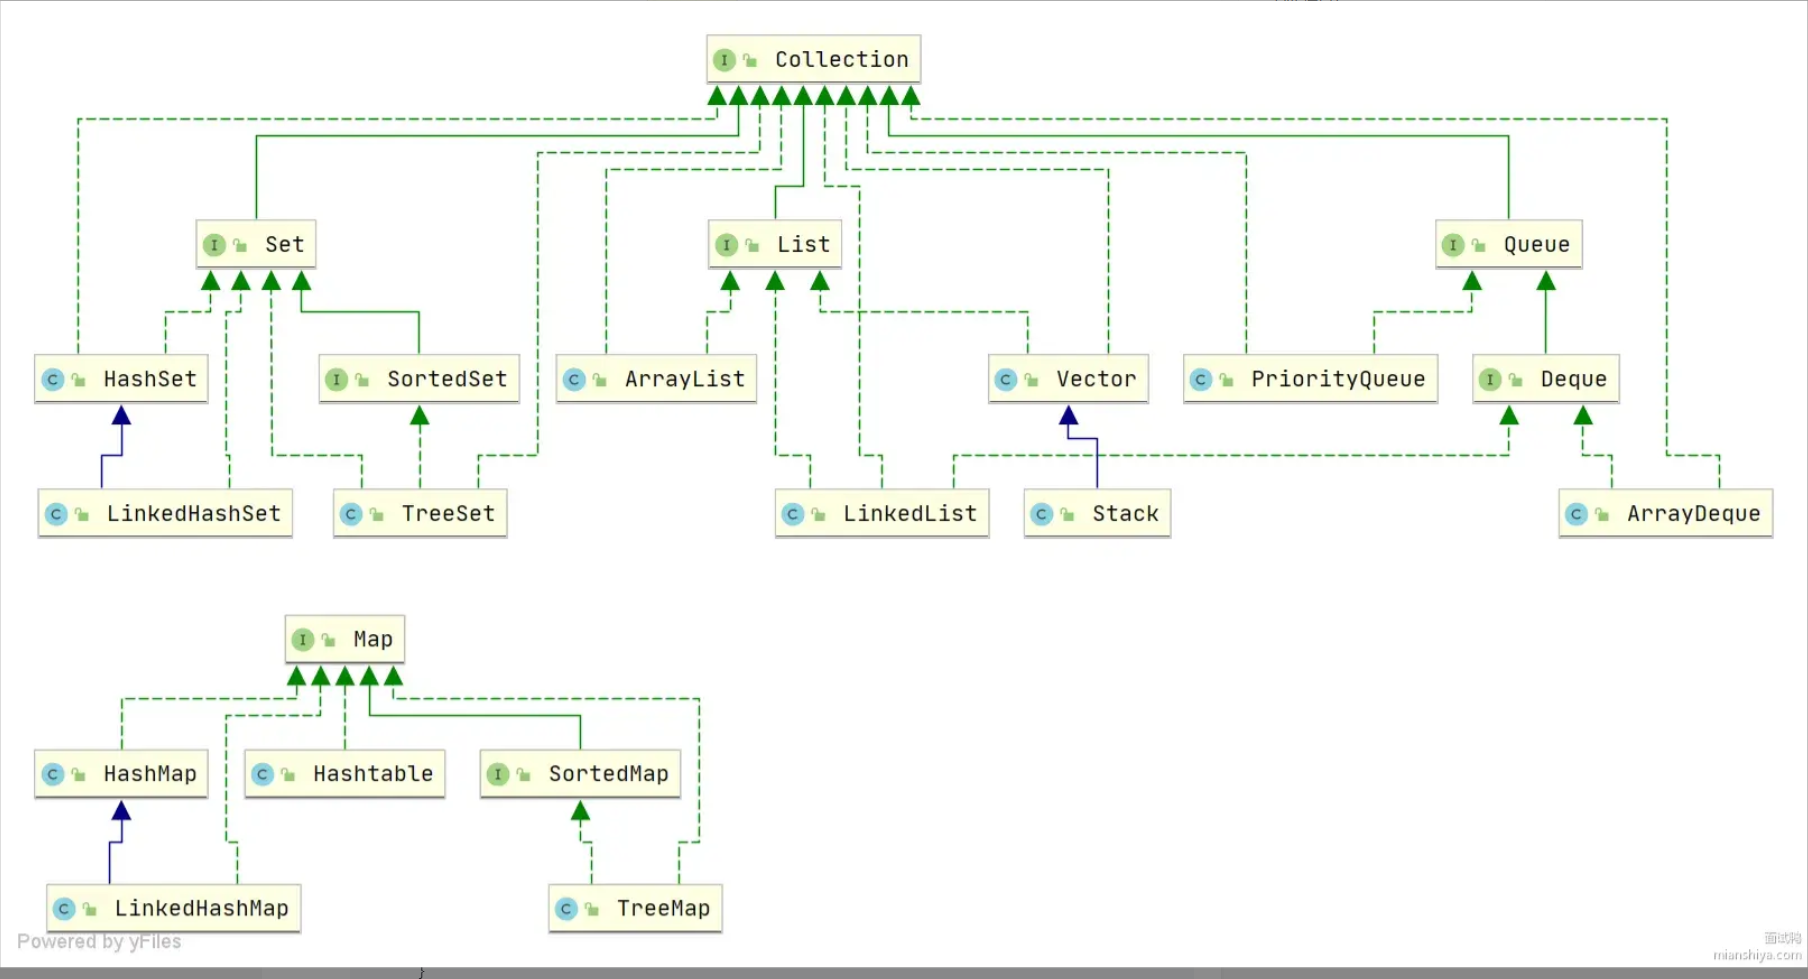 I Collection
I Set
I List
I Queue
C HashSet
I SortedSet
C ArrayList
C Vector
C PriorityQueue
I Deque
C LinkedHashSet
C TreeSet
C LinkedList
C Stack
C ArrayDeque
I Map
C HashMap
C Hashtable
I SortedMap
C LinkedHashMap
C TreeMap
Powered by yFiles
面试鸭
mianshiya.com
}